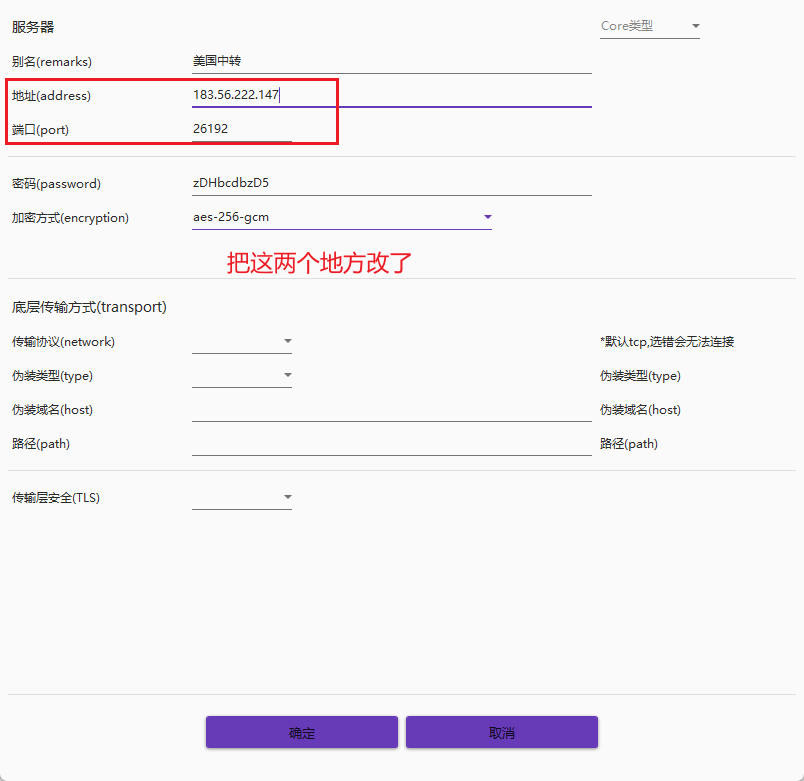 服务器 Core类型
别名(remarks) 美国中转
地址(address) 183.56.222.147
端口(port) 26192
密码(password) zDHbcdbzD5
加密方式(encryption) aes-256-gcm
把这两个地方改了
底层传输方式(transport)
传输协议(network) *默认tcp,选错会无法连接
伪装类型(type) 伪装类型(type)
伪装域名(host) 伪装域名(host)
路径(path) 路径(path)
传输层安全(TLS)
确定 取消